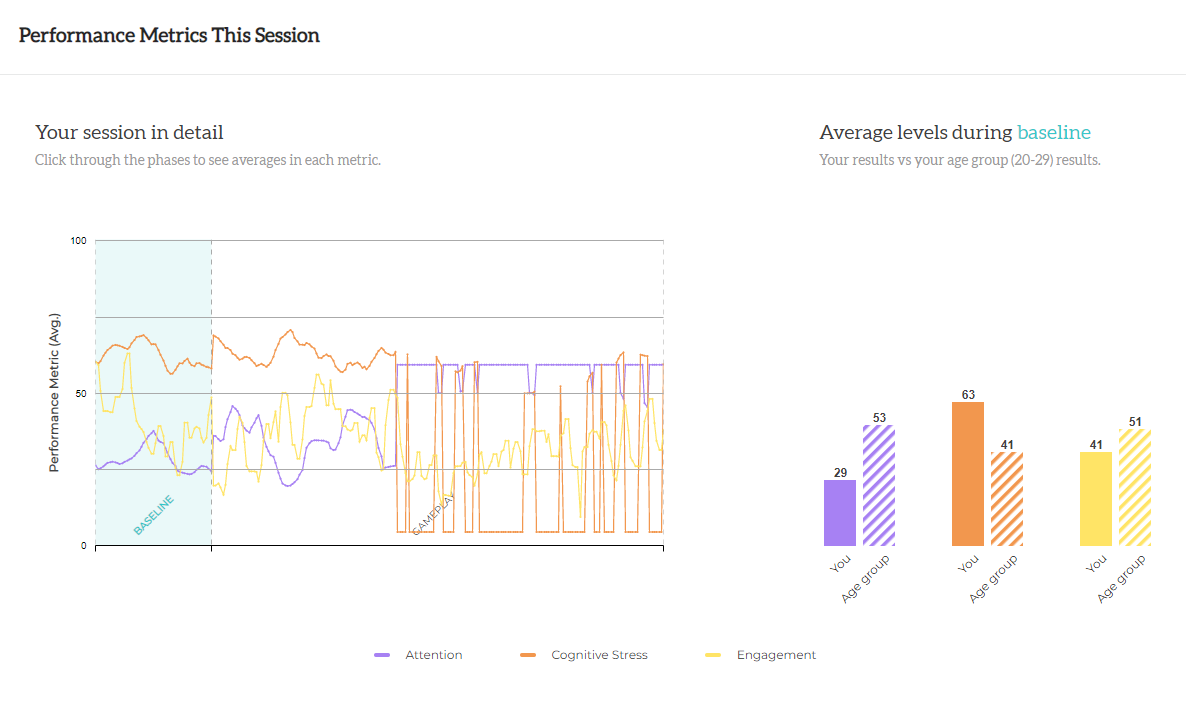 Performance Metrics This Session
Your session in detail
Click through the phases to see averages in each metric.
Average levels during baseline
Your results vs your age group (20-29) results.
100
50
0
Performance Metric (Avg.)
BASELINE
GAMEPLAY
29
53
63
41
41
51
You
Age group
You
Age group
You
Age group
Attention
Cognitive Stress
Engagement